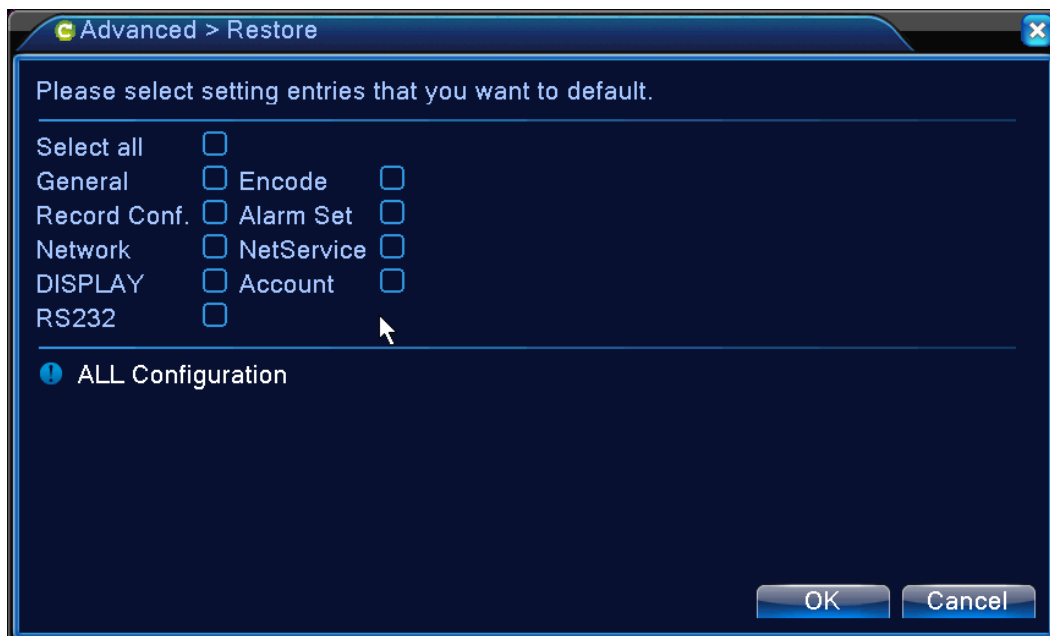 Advanced > Restore
Please select setting entries that you want to default.
Select all
General Encode
Record Conf. Alarm Set
Network NetService
DISPLAY Account
RS232
ALL Configuration
OK Cancel